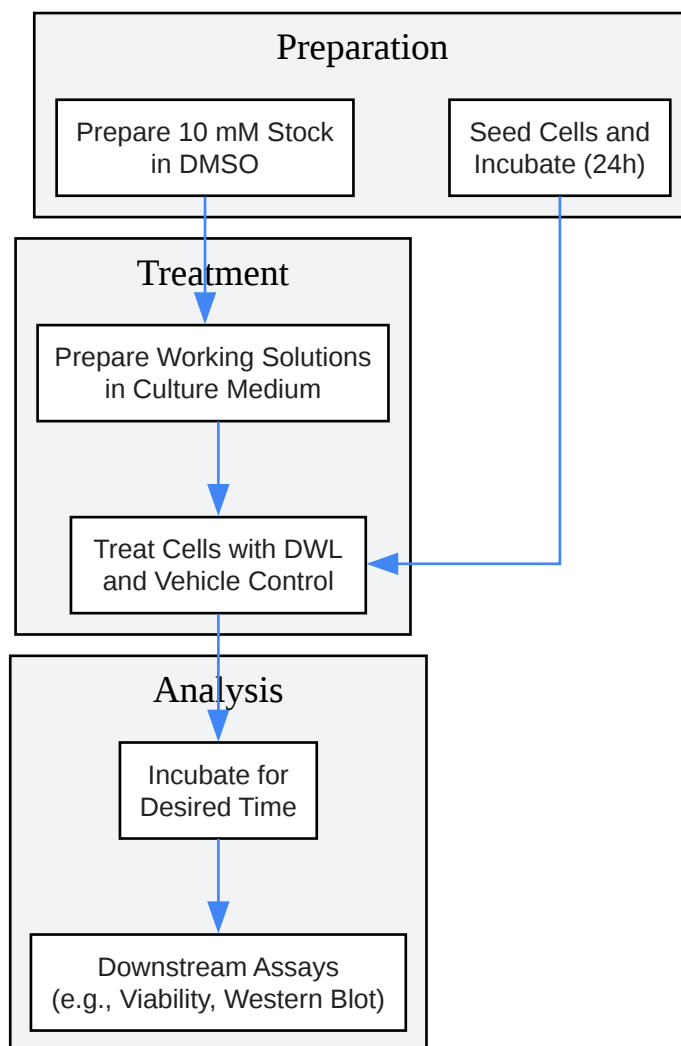 Preparation
Prepare 10 mM Stock
in DMSO
Seed Cells and
Incubate (24h)
Treatment
Prepare Working Solutions
in Culture Medium
Treat Cells with DWL
and Vehicle Control
Analysis
Incubate for
Desired Time
Downstream Assays
(e.g., Viability, Western Blot)